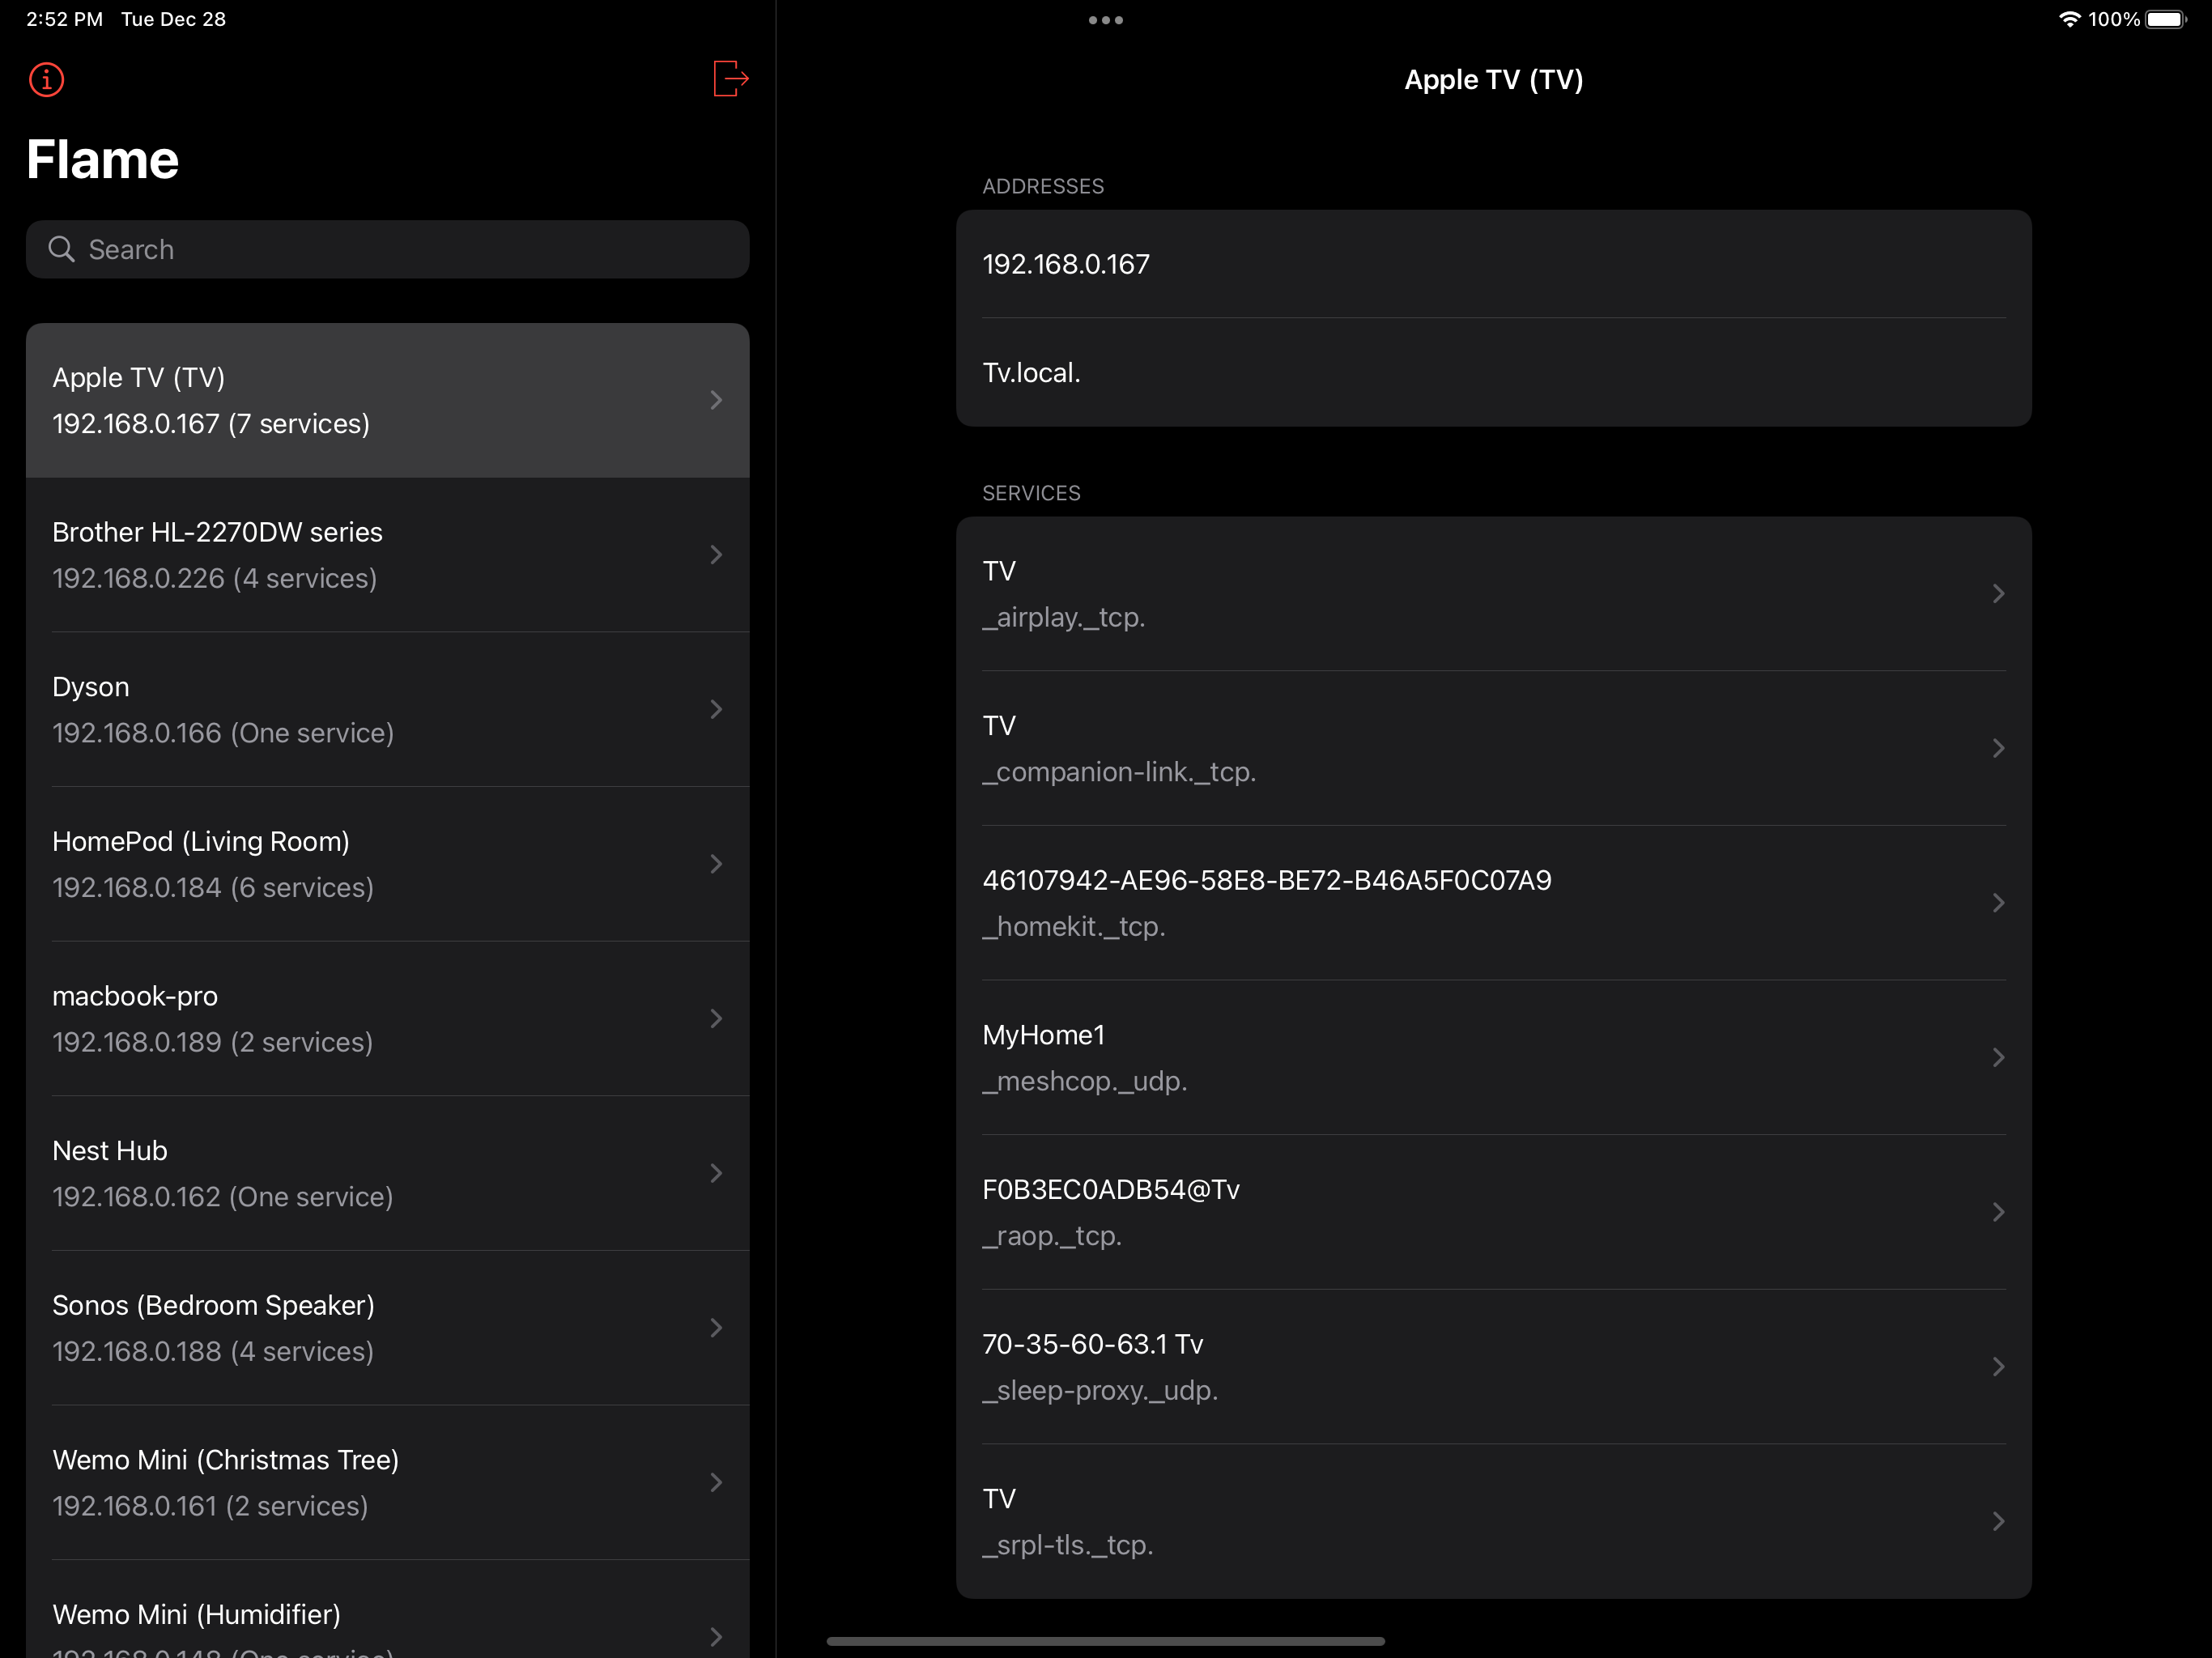 2:52 PM Tue Dec 28
100%
Flame
Search
Apple TV (TV)
192.168.0.167 (7 services)
Brother HL-2270DW series
192.168.0.226 (4 services)
Dyson
192.168.0.166 (One service)
HomePod (Living Room)
192.168.0.184 (6 services)
macbook-pro
192.168.0.189 (2 services)
Nest Hub
192.168.0.162 (One service)
Sonos (Bedroom Speaker)
192.168.0.188 (4 services)
Wemo Mini (Christmas Tree)
192.168.0.161 (2 services)
Wemo Mini (Humidifier)
192.168.0.148 (One service)
Apple TV (TV)
ADDRESSES
192.168.0.167
Tv.local.
SERVICES
TV
_airplay._tcp.
TV
_companion-link._tcp.
46107942-AE96-58E8-BE72-B46A5F0C07A9
_homekit._tcp.
MyHome1
_meshcop._udp.
F0B3EC0ADB54@Tv
_raop._tcp.
70-35-60-63.1 Tv
_sleep-proxy._udp.
TV
_srpl-tls._tcp.